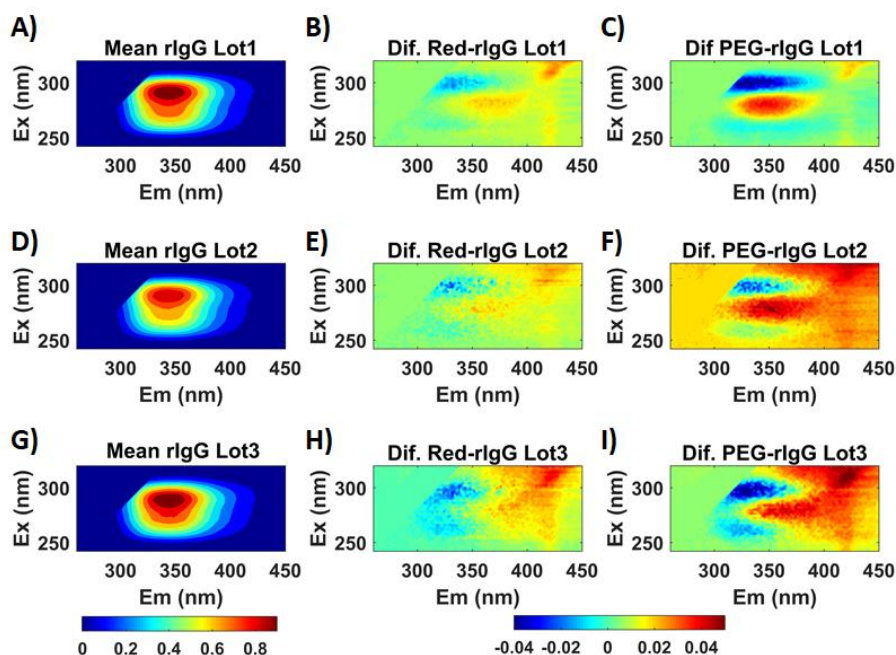 A)
Mean rIgG Lot1
B)
Dif. Red-rIgG Lot1
C)
Dif PEG-rIgG Lot1
Ex (nm)
300
250
300 350 400 450
Em (nm)
Ex (nm)
300
250
300 350 400 450
Em (nm)
Ex (nm)
300
250
300 350 400 450
Em (nm)
D)
Mean rIgG Lot2
E)
Dif. Red-rIgG Lot2
F)
Dif. PEG-rIgG Lot2
Ex (nm)
300
250
300 350 400 450
Em (nm)
Ex (nm)
300
250
300 350 400 450
Em (nm)
Ex (nm)
300
250
300 350 400 450
Em (nm)
G)
Mean rIgG Lot3
H)
Dif. Red-rIgG Lot3
I)
Dif. PEG-rIgG Lot3
Ex (nm)
300
250
300 350 400 450
Em (nm)
Ex (nm)
300
250
300 350 400 450
Em (nm)
Ex (nm)
300
250
300 350 400 450
Em (nm)
0 0.2 0.4 0.6 0.8
-0.04 -0.02 0 0.02 0.04